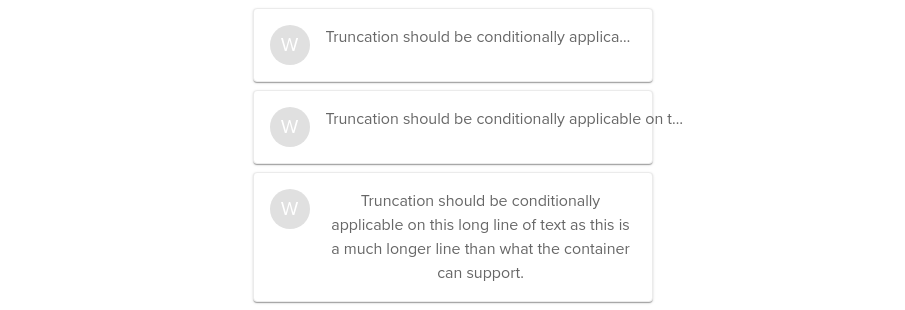 W
Truncation should be conditionally applica...
W
Truncation should be conditionally applicable on t...
W
Truncation should be conditionally
applicable on this long line of text as this is
a much longer line than what the container
can support.